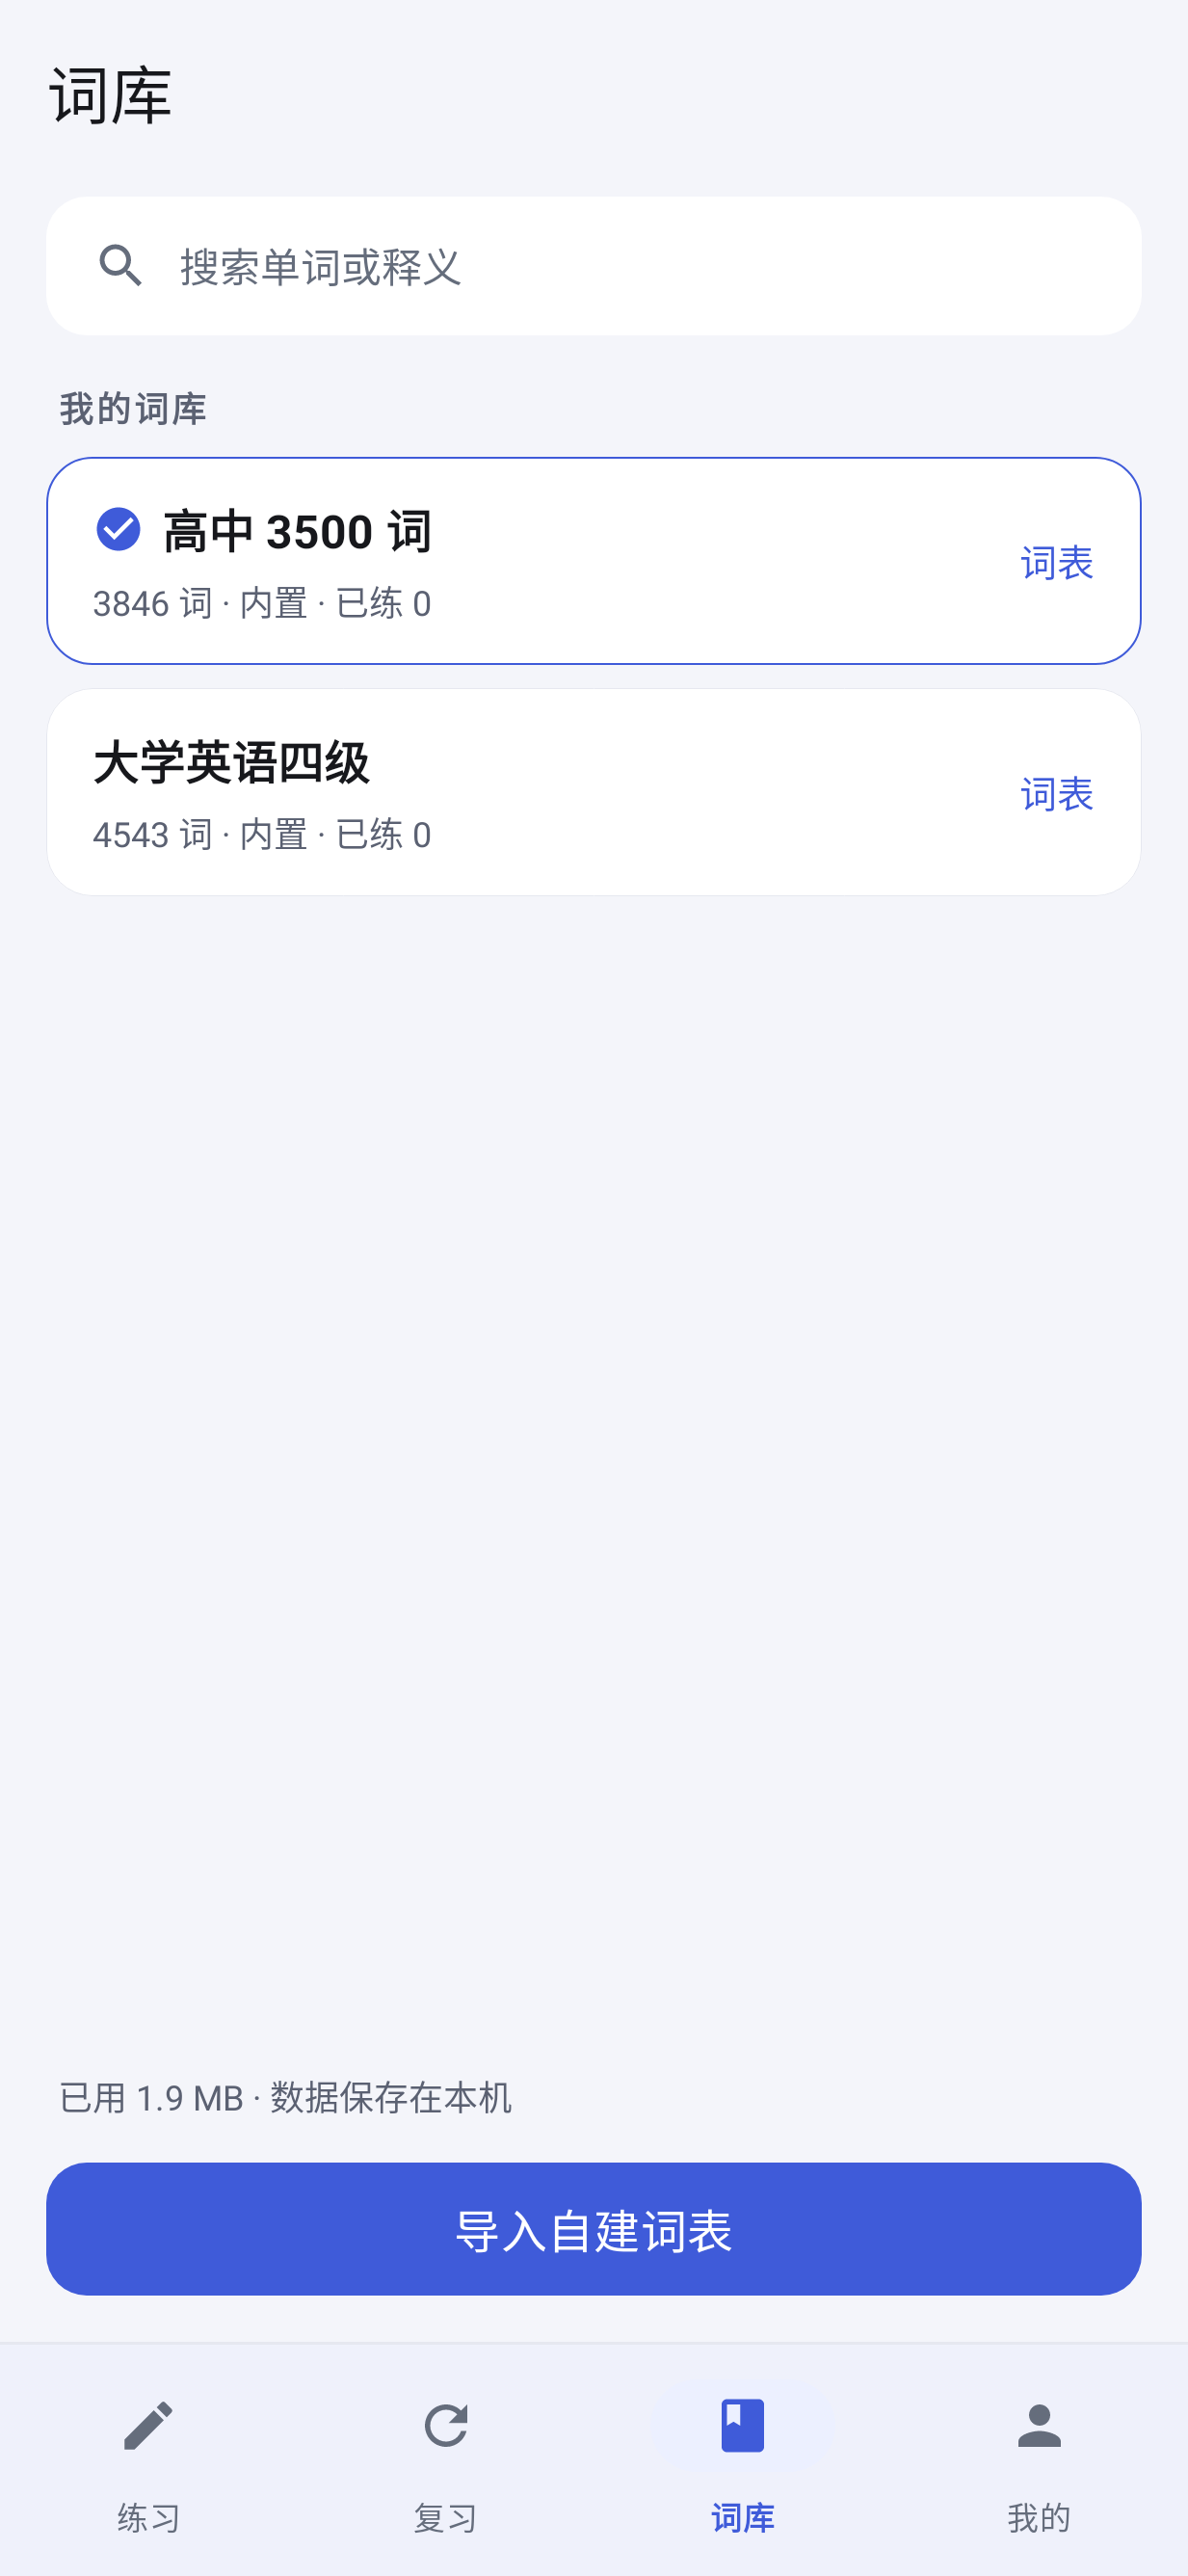 词库
搜索单词或释义
我的词库
高中 3500 词
3846 词 · 内置 · 已练 0
词表
大学英语四级
4543 词 · 内置 · 已练 0
词表
已用 1.9 MB · 数据保存在本机
导入自建词表
练习
复习
词库
我的